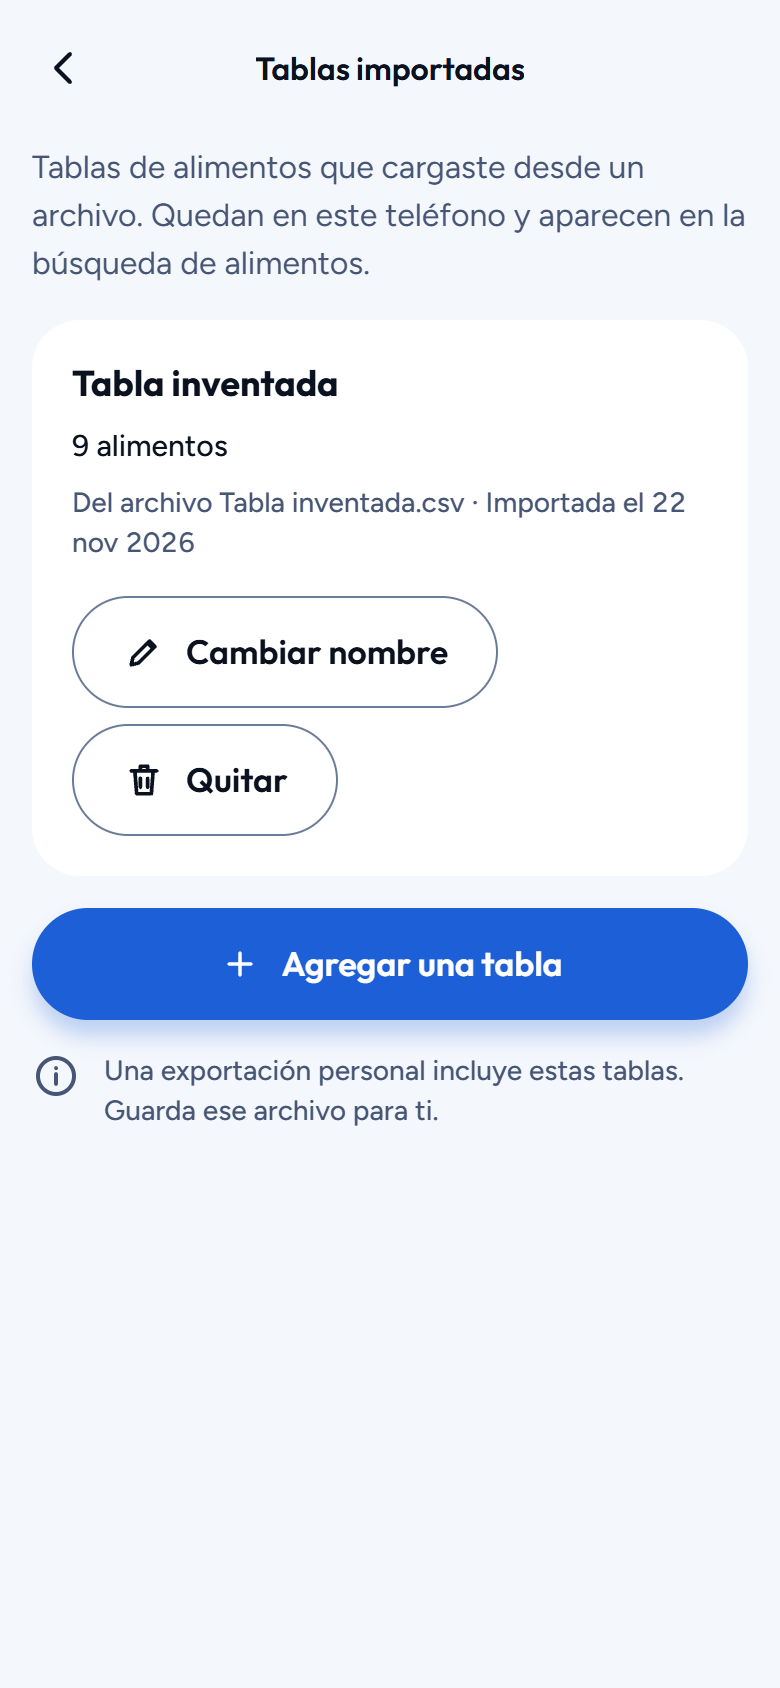 Tablas importadas
Tablas de alimentos que cargaste desde un
archivo. Quedan en este teléfono y aparecen en la
búsqueda de alimentos.
Tabla inventada
9 alimentos
Del archivo Tabla inventada.csv · Importada el 22
nov 2026
Cambiar nombre
Quitar
Agregar una tabla
Una exportación personal incluye estas tablas.
Guarda ese archivo para ti.